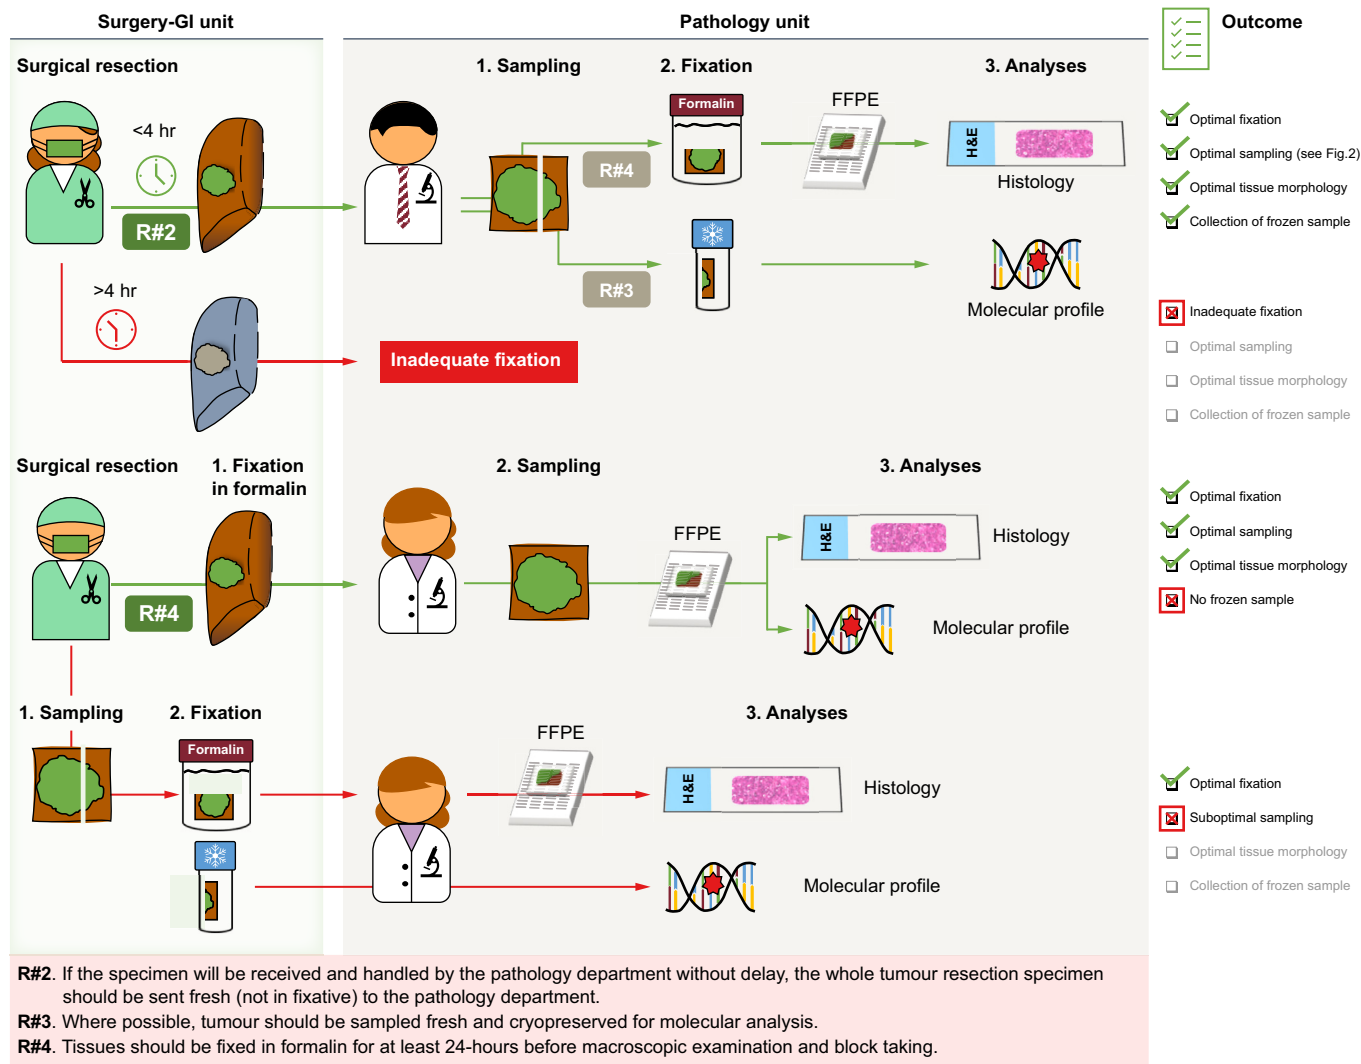 Surgery-GI unit
Pathology unit
Outcome
Surgical resection
1. Sampling
2. Fixation
3. Analyses
<4 hr
R#2
R#4
R#3
Formalin
FFPE
H&E
Histology
Molecular profile
Optimal fixation
Optimal sampling (see Fig.2)
Optimal tissue morphology
Collection of frozen sample
>4 hr
Inadequate fixation
Inadequate fixation
Optimal sampling
Optimal tissue morphology
Collection of frozen sample
Surgical resection
1. Fixation
in formalin
2. Sampling
3. Analyses
R#4
FFPE
H&E
Histology
Molecular profile
Optimal fixation
Optimal sampling
Optimal tissue morphology
No frozen sample
1. Sampling
2. Fixation
3. Analyses
Formalin
FFPE
H&E
Histology
Molecular profile
Optimal fixation
Suboptimal sampling
Optimal tissue morphology
Collection of frozen sample
R#2. If the specimen will be received and handled by the pathology department without delay, the whole tumour resection specimen
should be sent fresh (not in fixative) to the pathology department.
R#3. Where possible, tumour should be sampled fresh and cryopreserved for molecular analysis.
R#4. Tissues should be fixed in formalin for at least 24-hours before macroscopic examination and block taking.